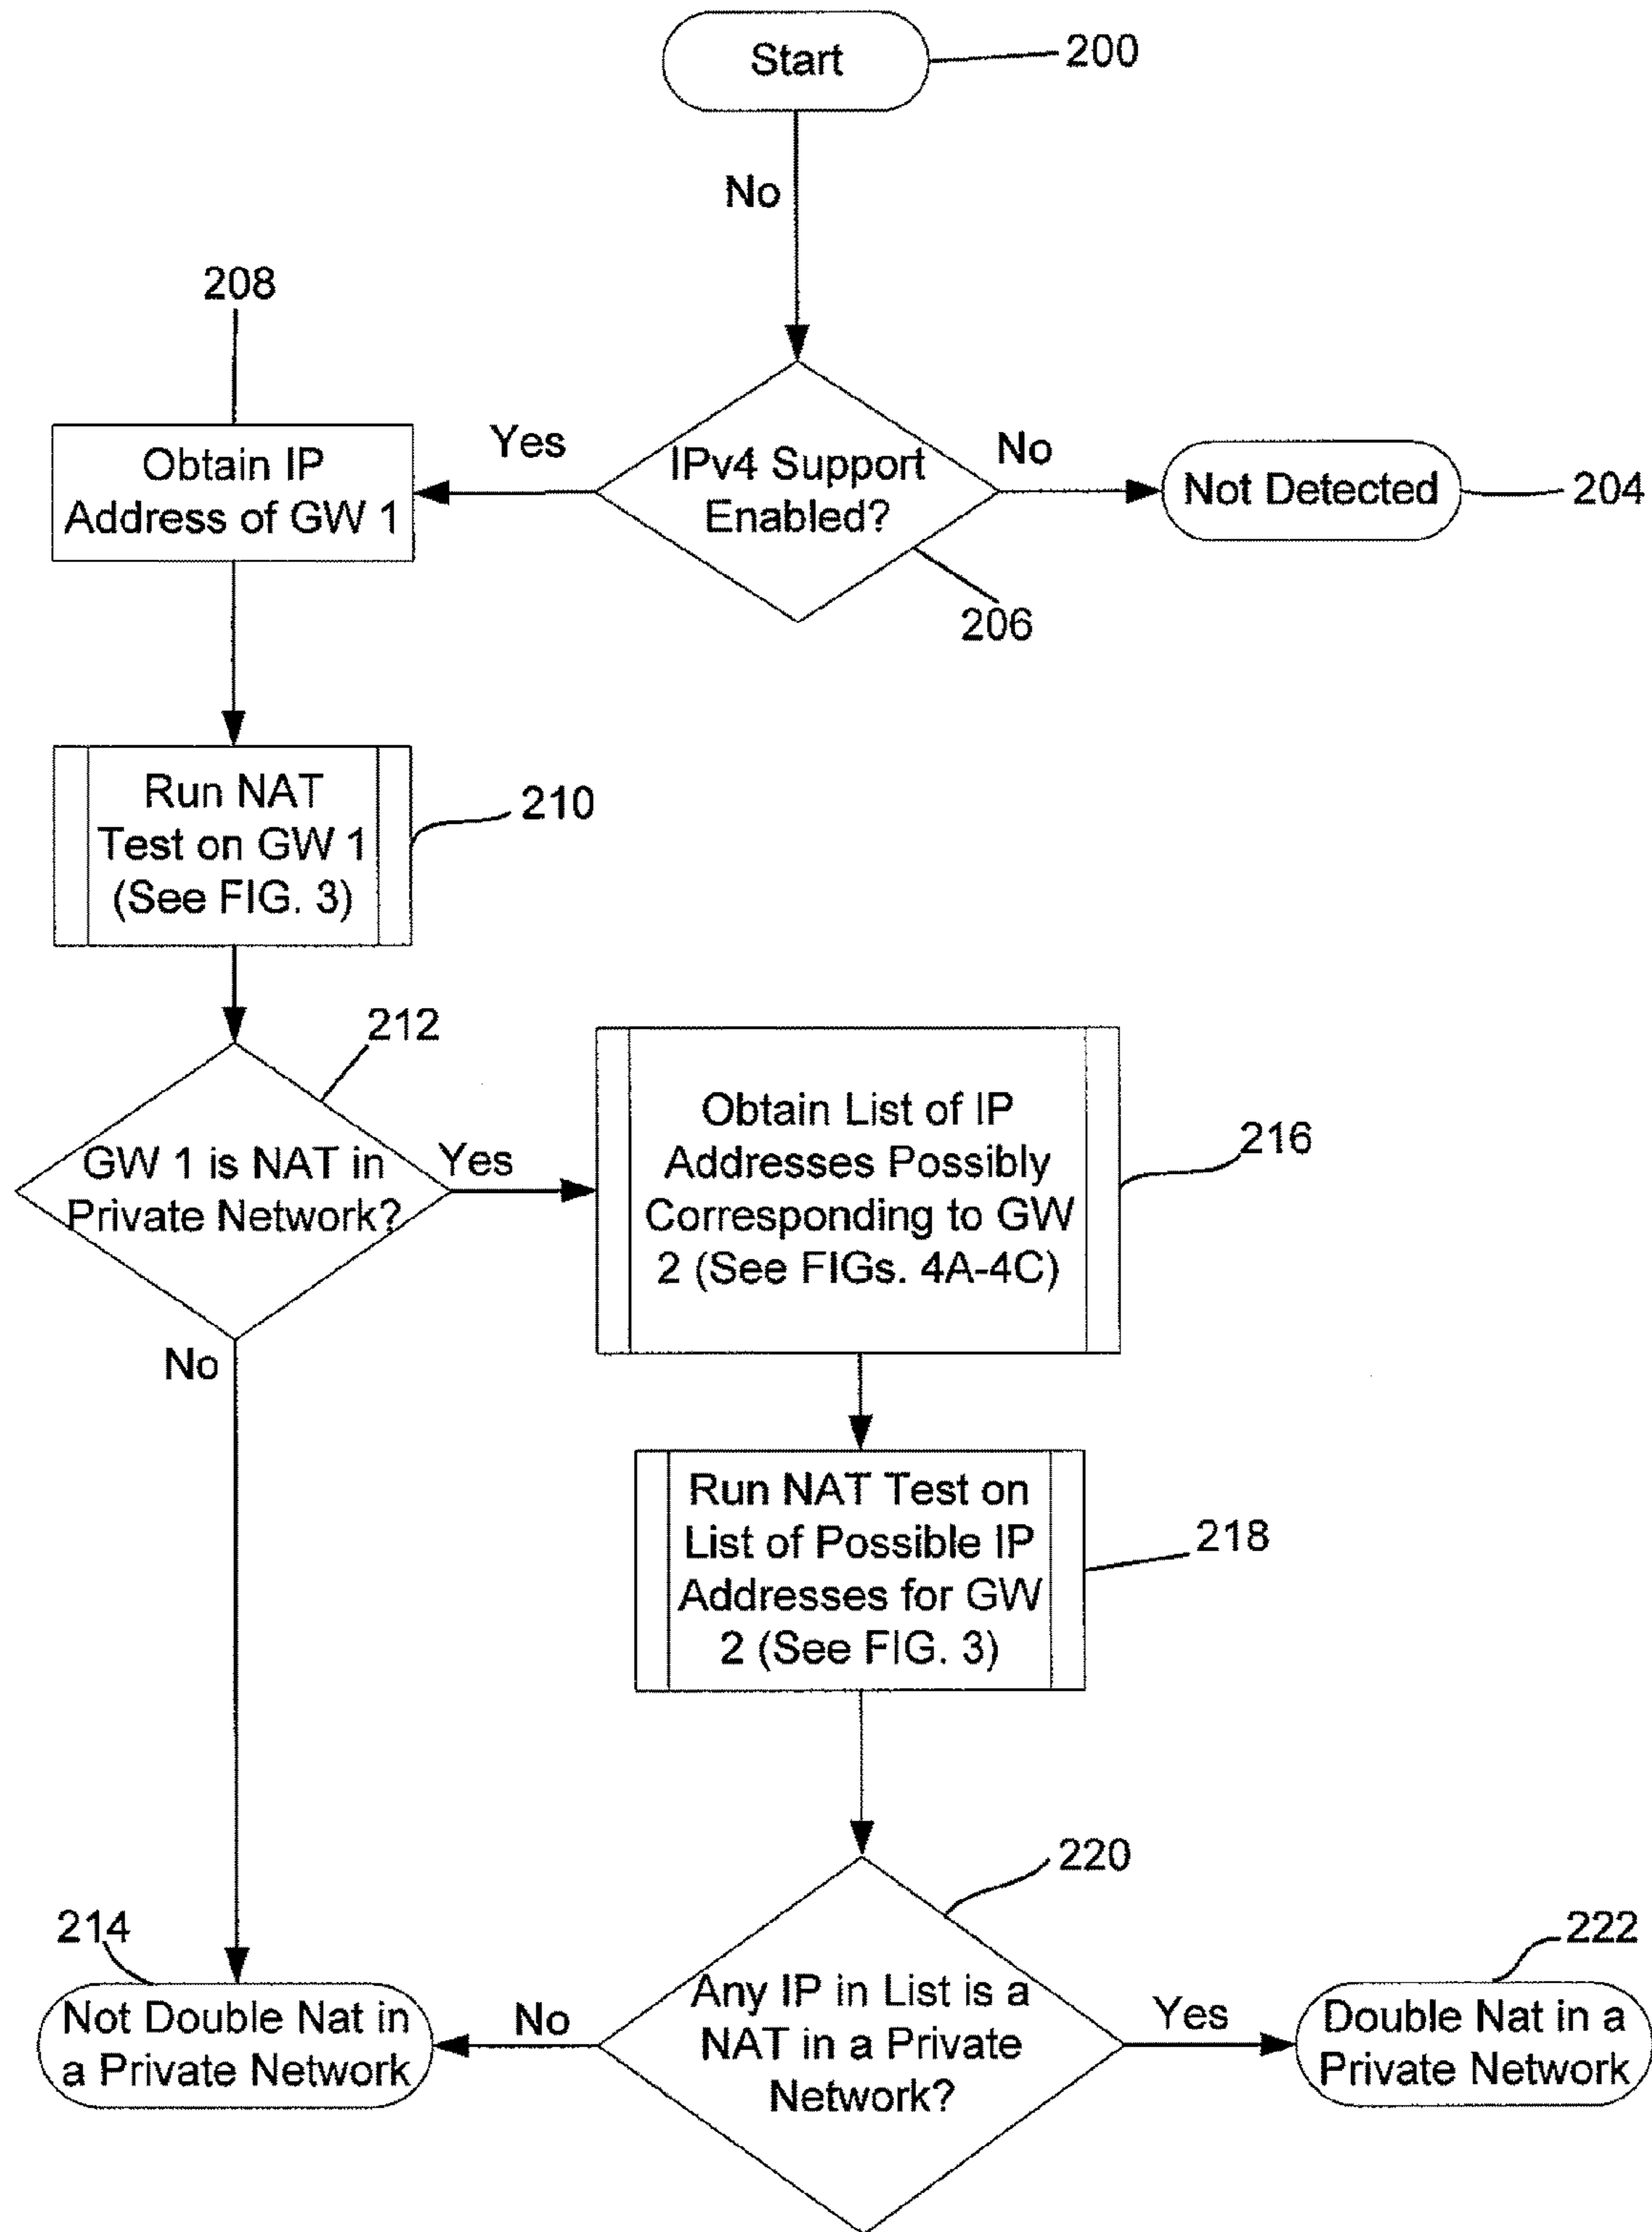 Start
200
No
208
Obtain IP
Address of GW 1
Yes
IPv4 Support
Enabled?
No
Not Detected
204
206
Run NAT
Test on GW 1
(See FIG. 3)
210
212
GW 1 is NAT in
Private Network?
Yes
Obtain List of IP
Addresses Possibly
Corresponding to GW
2 (See FIGs. 4A-4C)
216
No
Run NAT Test on
List of Possible IP
Addresses for GW
2 (See FIG. 3)
218
220
214
222
Not Double Nat in
a Private Network
No
Any IP in List is a
NAT in a Private
Network?
Yes
Double Nat in a
Private Network